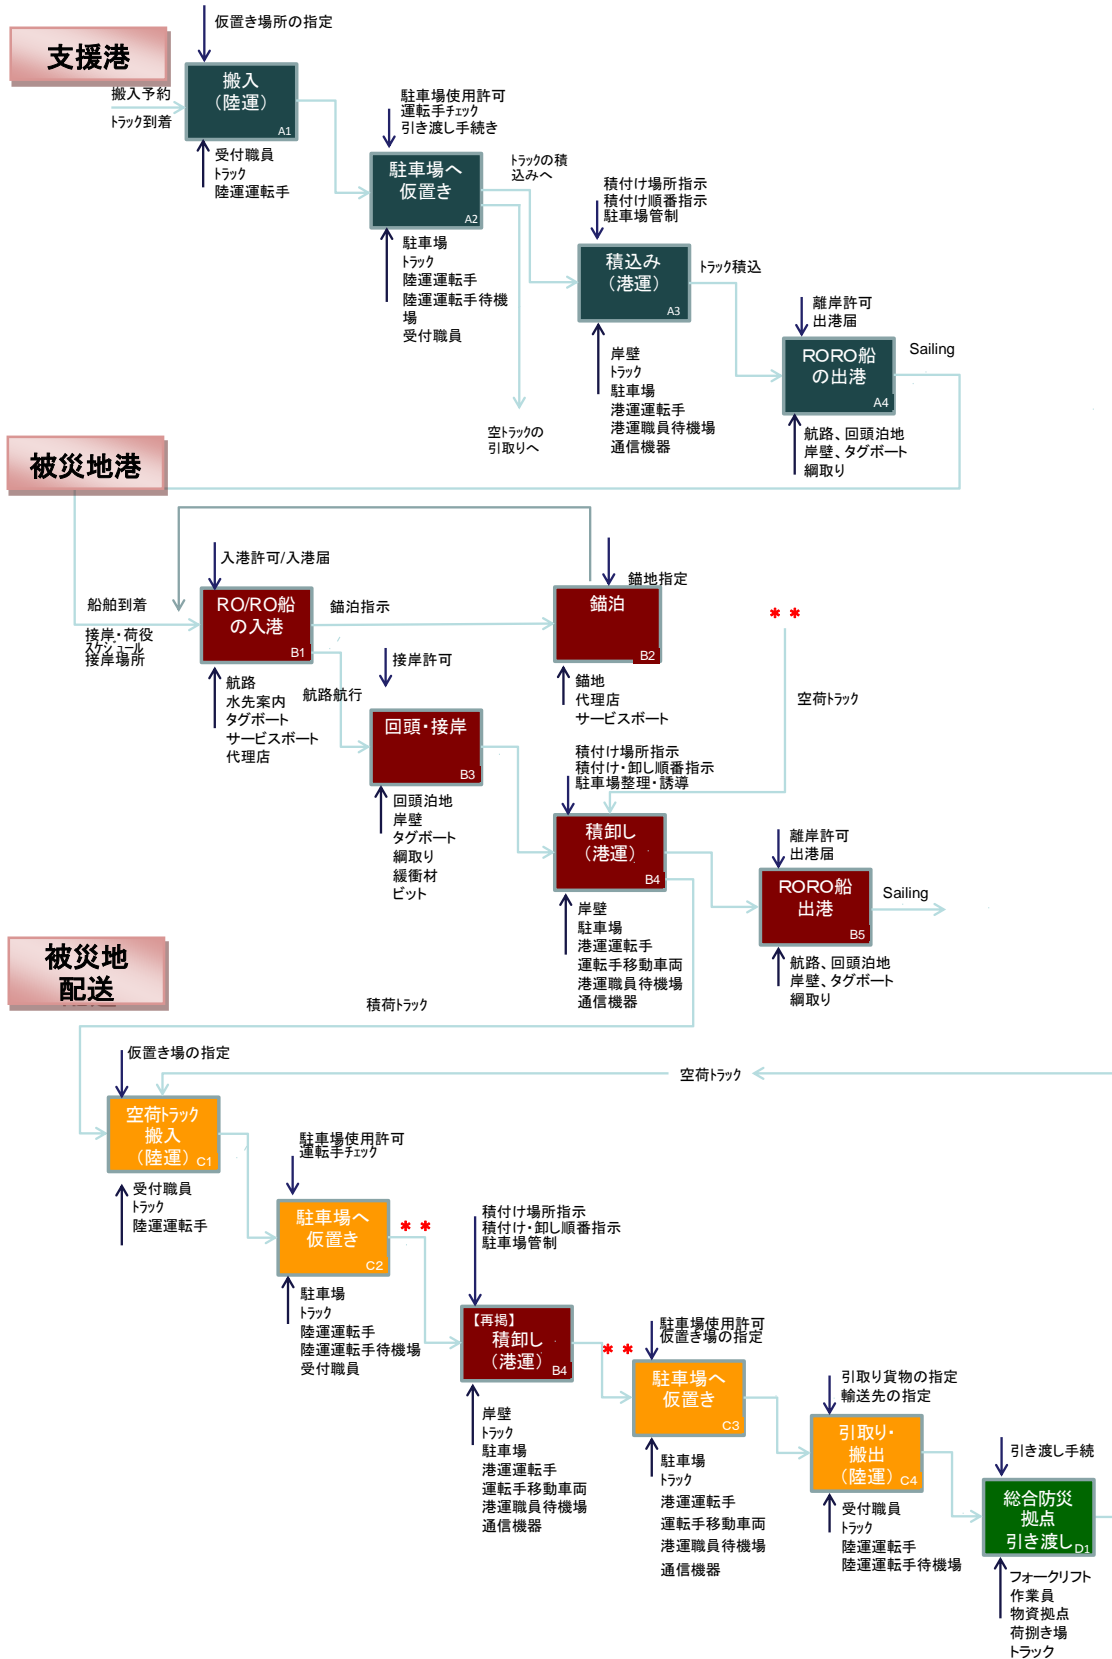 支援港
仮置き場所の指定
搬入予約
トラック到着
搬入
（陸運）
A1
受付職員
トラック
陸運運転手
駐車場使用許可
運転手チェック
引き渡し手続き
駐車場へ
仮置き
A2
駐車場
トラック
陸運運転手
陸運運転手待機
場
受付職員
トラックの積
込みへ
空トラックの
引取りへ
積付け場所指示
積付け順番指示
駐車場管制
積込み
（港運）
A3
岸壁
トラック
駐車場
港運運転手
港運職員待機場
通信機器
トラック積込
離岸許可
出港届
RORO船
の出港
A4
航路、回頭泊地
岸壁、タグボート
綱取り
Sailing
被災地港
船舶到着
接岸・荷役
スケジュール
接岸場所
入港許可/入港届
RO/RO船
の入港
B1
航路
水先案内
タグボート
サービスボート
代理店
錨泊指示
錨地指定
錨泊
B2
錨地
代理店
サービスボート
航路航行
接岸許可
回頭・接岸
B3
回頭泊地
岸壁
タグボート
綱取り
緩衝材
ビット
＊＊
空荷トラック
積付け場所指示
積付け・卸し順番指示
駐車場整理・誘導
積卸し
（港運）
B4
岸壁
駐車場
港運運転手
運転手移動車両
港運職員待機場
通信機器
離岸許可
出港届
RORO船
出港
B5
航路、回頭泊地
岸壁、タグボート
綱取り
Sailing
被災地
配送
積荷トラック
空荷トラック
仮置き場の指定
空荷トラック
搬入
（陸運）
C1
受付職員
トラック
陸運運転手
駐車場使用許可
運転手チェック
駐車場へ
仮置き
C2
駐車場
トラック
陸運運転手
陸運運転手待機場
受付職員
＊＊
積付け場所指示
積付け・卸し順番指示
駐車場管制
【再掲】
積卸し
（港運）
B4
岸壁
トラック
駐車場
港運運転手
運転手移動車両
港運職員待機場
通信機器
＊＊
駐車場使用許可
仮置き場の指定
駐車場へ
仮置き
C3
駐車場
トラック
港運運転手
運転手移動車両
港運職員待機場
通信機器
引取り貨物の指定
輸送先の指定
引取り・
搬出
（陸運）
C4
受付職員
トラック
陸運運転手
陸運運転手待機場
引き渡し手続
総合防災
拠点
引き渡し
D1
フォークリフト
作業員
物資拠点
荷捌き場
トラック